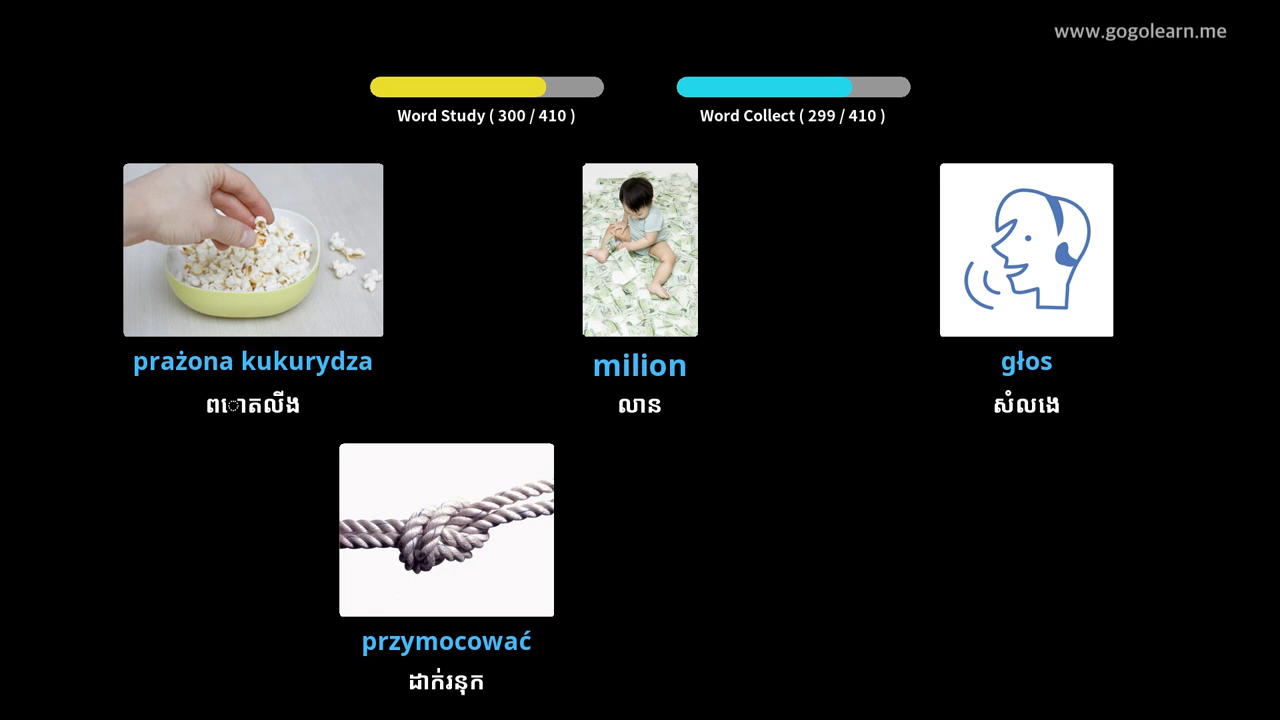 www.gogolearn.me
Word Study ( 300 / 410 )
Word Collect ( 299 / 410 )
prażona kukurydza
ពោតលីង
milion
លាន
głos
សំលេង
przymocować
ដាក់រនុក